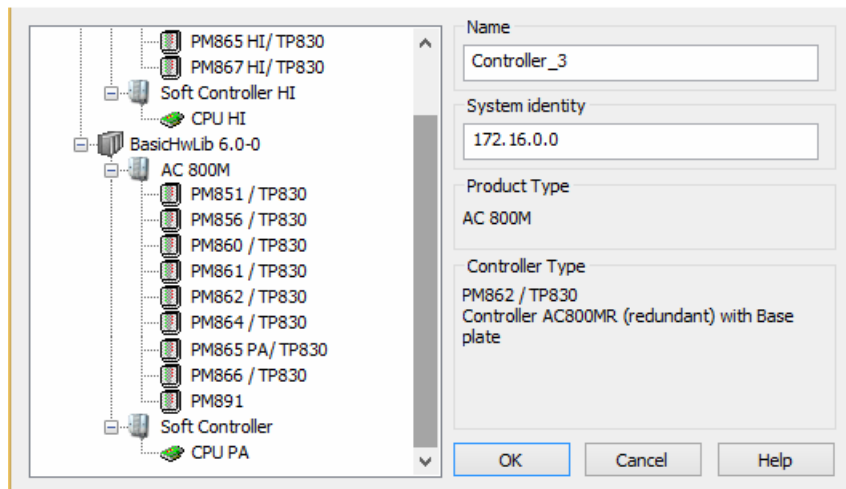 PM865 HI/ TP830
PM867 HI/ TP830
Soft Controller HI
CPU HI
BasicHwLib 6.0-0
AC 800M
PM851 / TP830
PM856 / TP830
PM860 / TP830
PM861 / TP830
PM862 / TP830
PM864 / TP830
PM865 PA/ TP830
PM866 / TP830
PM891
Soft Controller
CPU PA
Name
Controller_3
System identity
172.16.0.0
Product Type
AC 800M
Controller Type
PM862 / TP830
Controller AC800MR (redundant) with Base
plate
OK
Cancel
Help